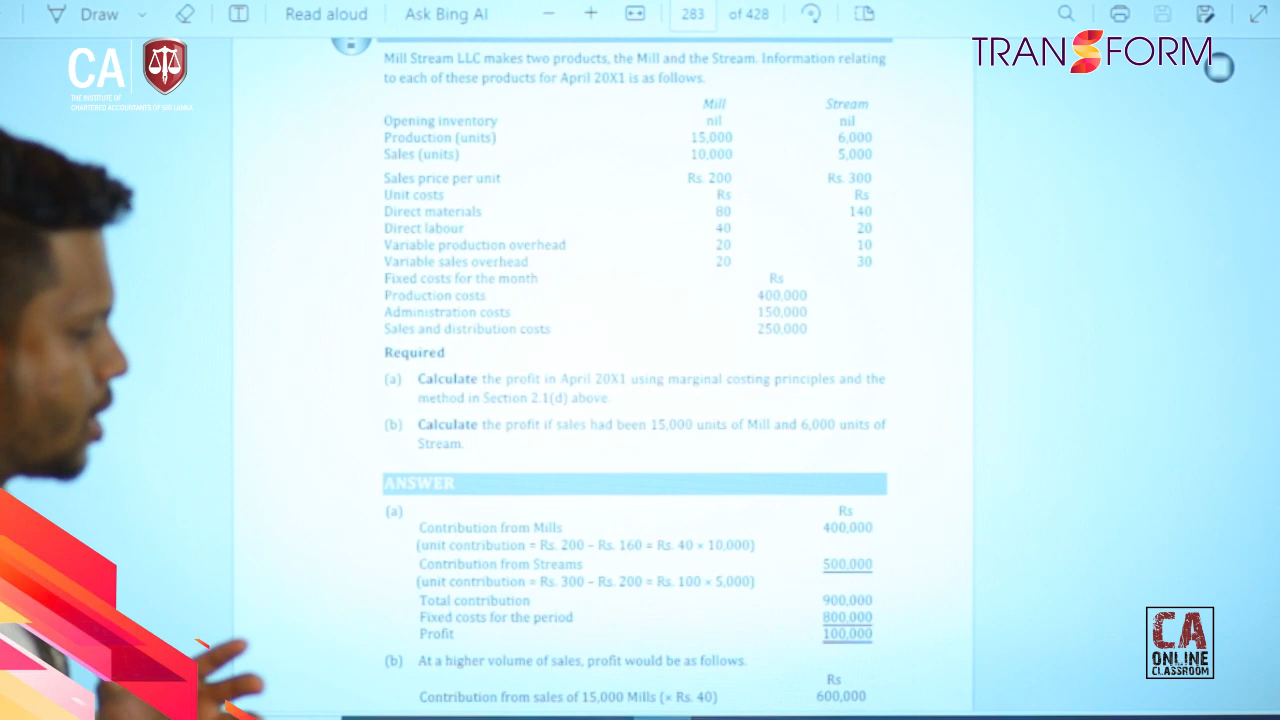 Draw
Read aloud
Ask Bing AI
283
of 428
CA
THE INSTITUTE OF
CHARTERED ACCOUNTANTS OF SRI LANKA
TRANSFORM
Mill Stream LLC makes two products, the Mill and the Stream. Information relating
to each of these products for April 20X1 is as follows.
Mill Stream
Opening inventory nil nil
Production (units) 15,000 6,000
Sales (units) 10,000 5,000
Sales price per unit Rs. 200 Rs. 300
Unit costs Rs Rs
Direct materials 80 140
Direct labour 40 20
Variable production overhead 20 10
Variable sales overhead 20 30
Fixed costs for the month Rs
Production costs 400,000
Administration costs 150,000
Sales and distribution costs 250,000
Required
(a) Calculate the profit in April 20X1 using marginal costing principles and the
method in Section 2.1(d) above.
(b) Calculate the profit if sales had been 15,000 units of Mill and 6,000 units of
Stream.
ANSWER
(a) Rs
Contribution from Mills 400,000
(unit contribution = Rs. 200 – Rs. 160 = Rs. 40 × 10,000)
Contribution from Streams 500,000
(unit contribution = Rs. 300 – Rs. 200 = Rs. 100 × 5,000)
Total contribution 900,000
Fixed costs for the period 800,000
Profit 100,000
(b) At a higher volume of sales, profit would be as follows.
Rs
Contribution from sales of 15,000 Mills (× Rs. 40) 600,000
CA
ONLINE
CLASSROOM